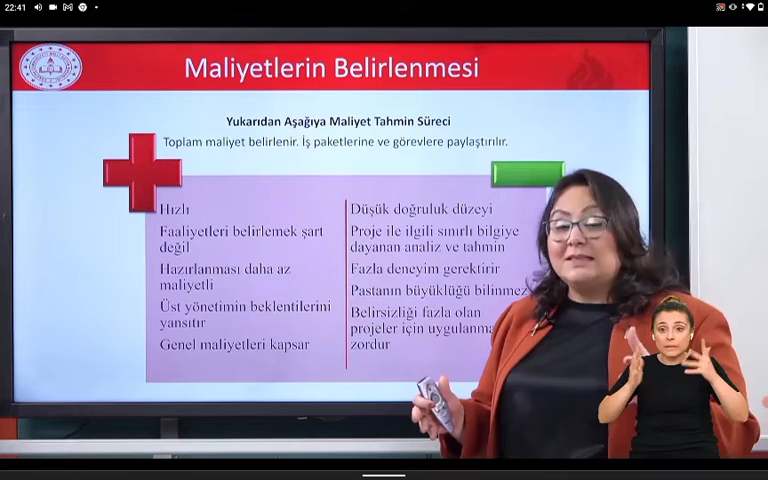 22:41
Maliyetlerin Belirlenmesi
Yukarıdan Aşağıya Maliyet Tahmin Süreci
Toplam maliyet belirlenir. İş paketlerine ve görevlere paylaştırılır.
Hızlı
Faaliyetleri belirlemek şart
değil
Hazırlanması daha az
maliyetli
Üst yönetimin beklentilerini
yansıtır
Genel maliyetleri kapsar
Düşük doğruluk düzeyi
Proje ile ilgili sınırlı bilgiye
dayanan analiz ve tahmin
Fazla deneyim gerektirir
Pastanın büyüklüğü bilinmez
Belirsizliği fazla olan
projeler için uygulanma
zordur